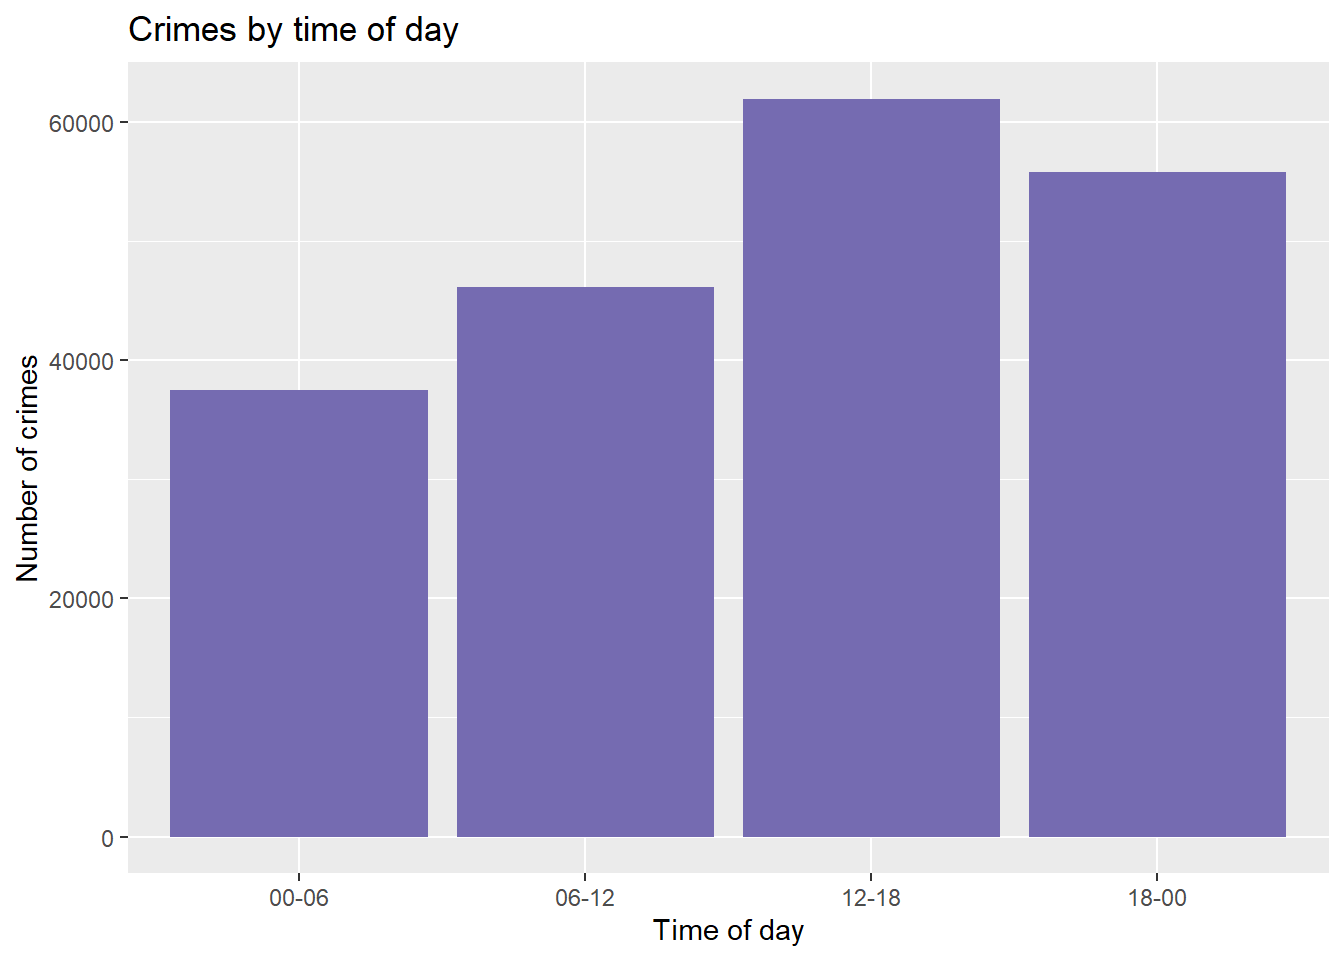 Crimes by time of day
Number of crimes
60000
40000
20000
0
00-06 06-12 12-18 18-00
Time of day